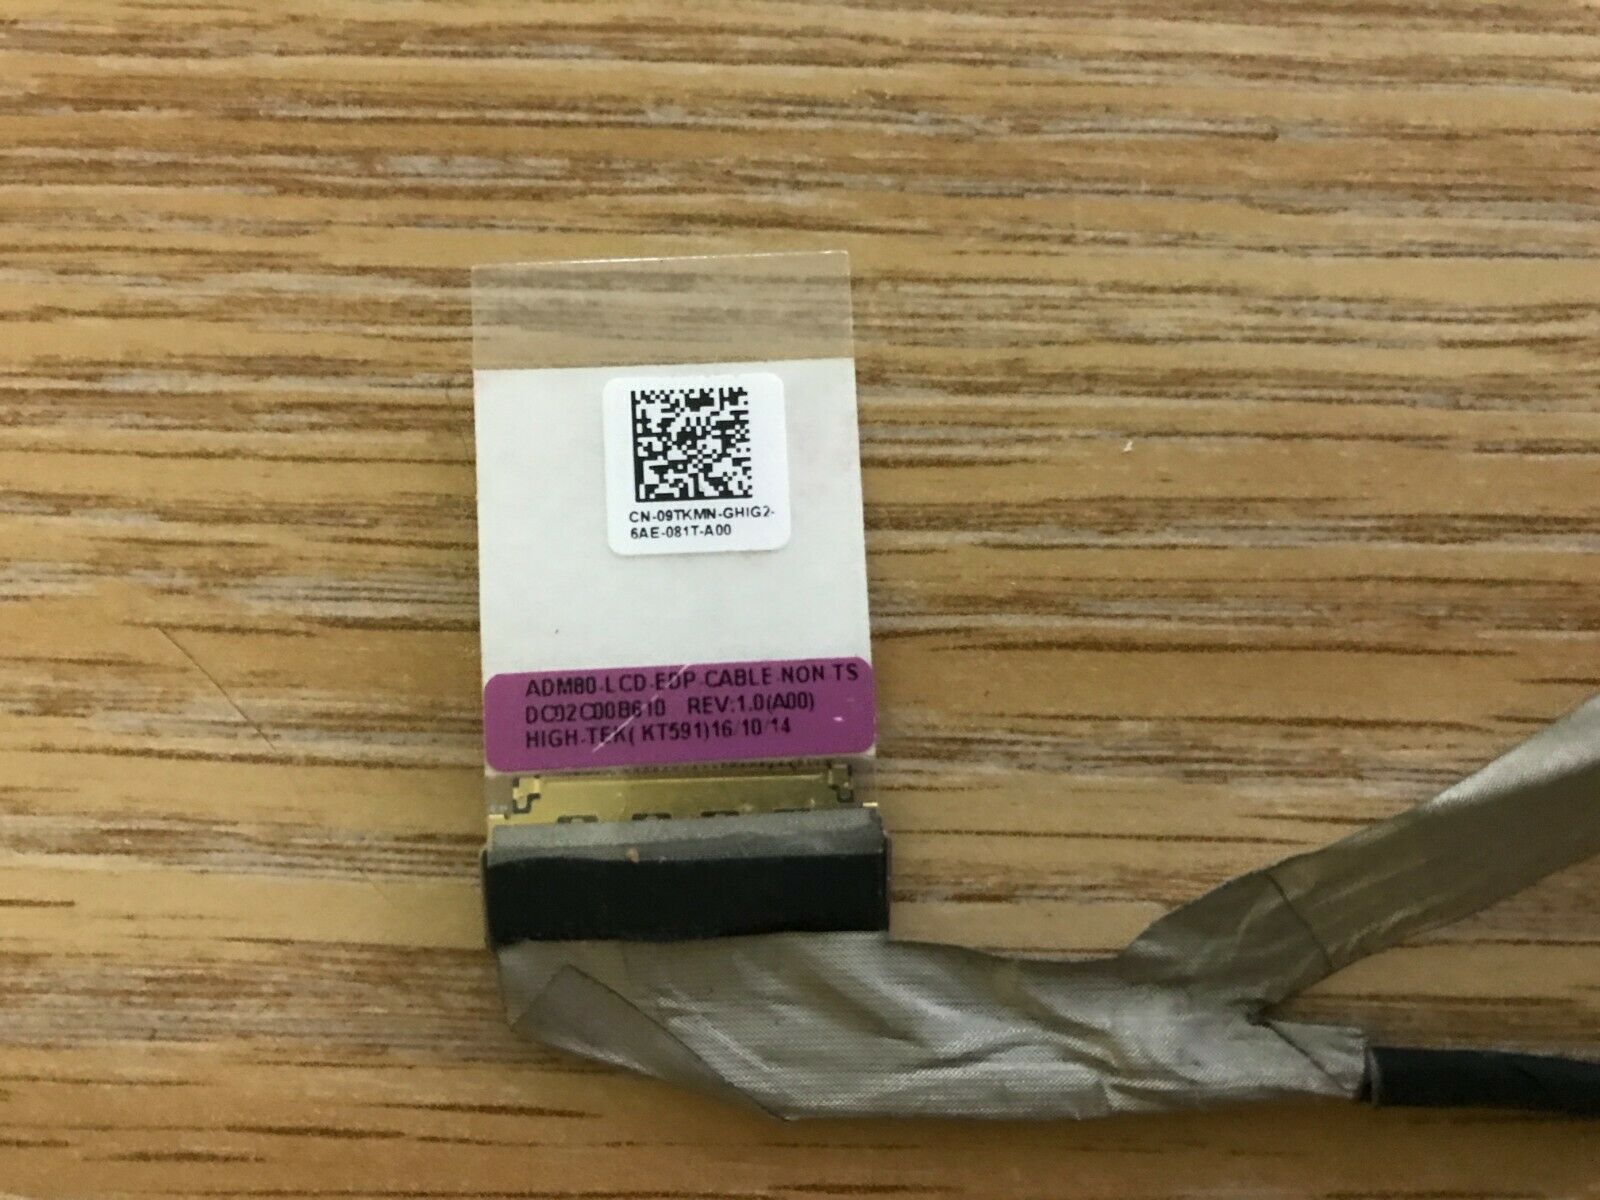 CN-09TKMN-GHIG2-
6AE-081T-A00
ADM80-LCD-EDP-CABLE-NON TS
DC02C00B610 REV:1.0(A00)
HIGH-TEK( KT591)16/10/14